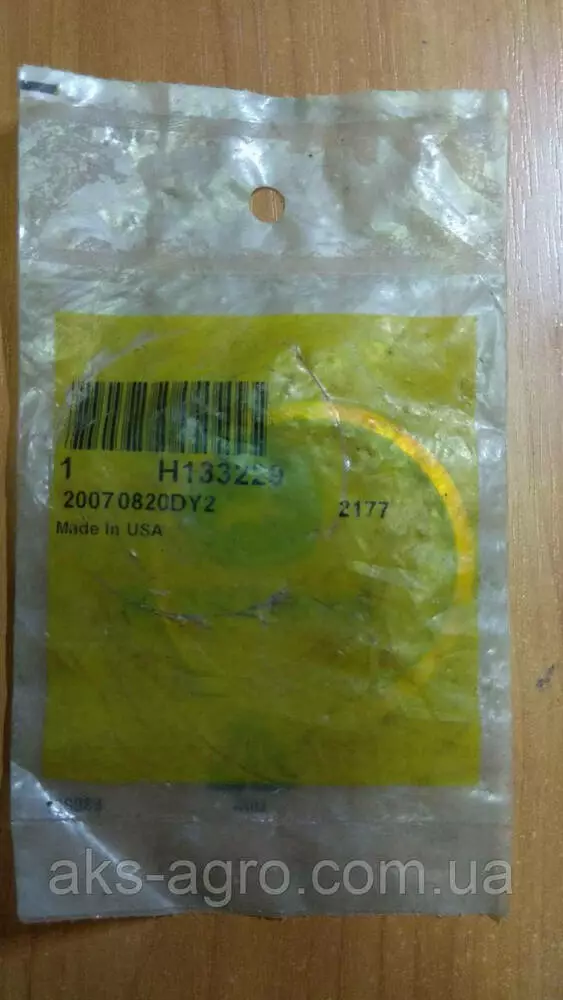 1 H133229
20070820DY2 2177
Made In USA
aks-agro.com.ua